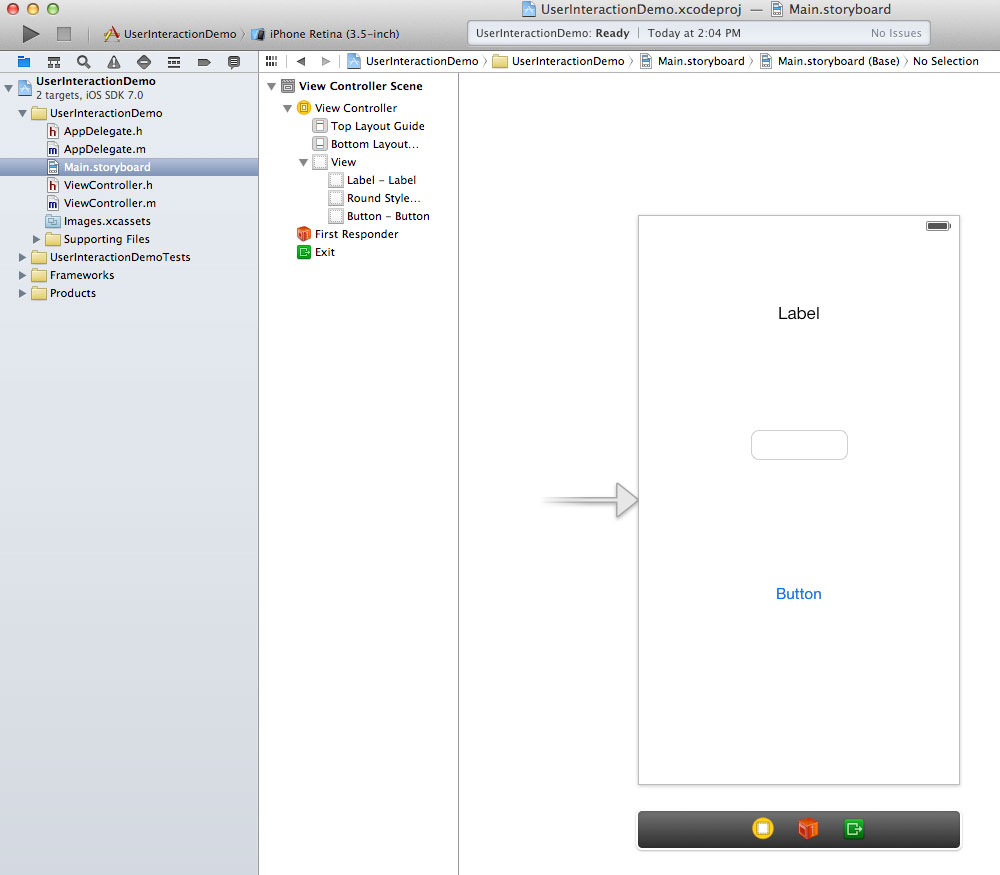 UserInteractionDemo.xcodeproj — Main.storyboard
UserInteractionDemo 〉 iPhone Retina (3.5-inch)
UserInteractionDemo: Ready | Today at 2:04 PM No Issues
UserInteractionDemo 〉 UserInteractionDemo 〉 Main.storyboard 〉 Main.storyboard (Base) 〉 No Selection
UserInteractionDemo
2 targets, iOS SDK 7.0
UserInteractionDemo
h AppDelegate.h
m AppDelegate.m
Main.storyboard
h ViewController.h
m ViewController.m
Images.xcassets
Supporting Files
UserInteractionDemoTests
Frameworks
Products
View Controller Scene
View Controller
Top Layout Guide
Bottom Layout...
View
Label – Label
Round Style...
Button – Button
First Responder
Exit
Label
Button